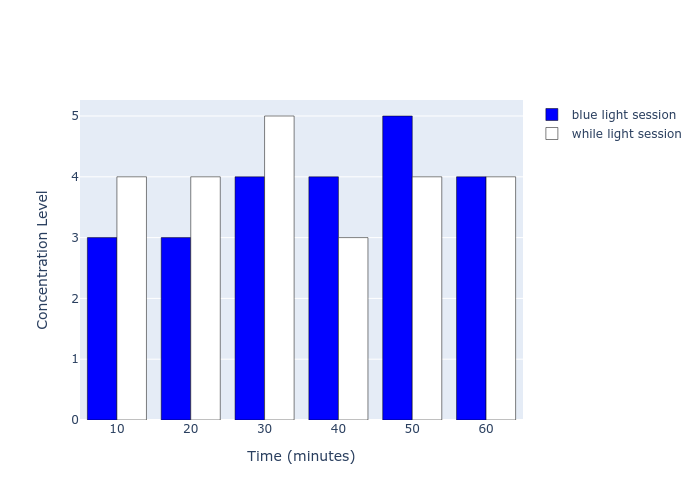 blue light session
while light session
5
4
3
2
1
0
Concentration Level
10 20 30 40 50 60
Time (minutes)